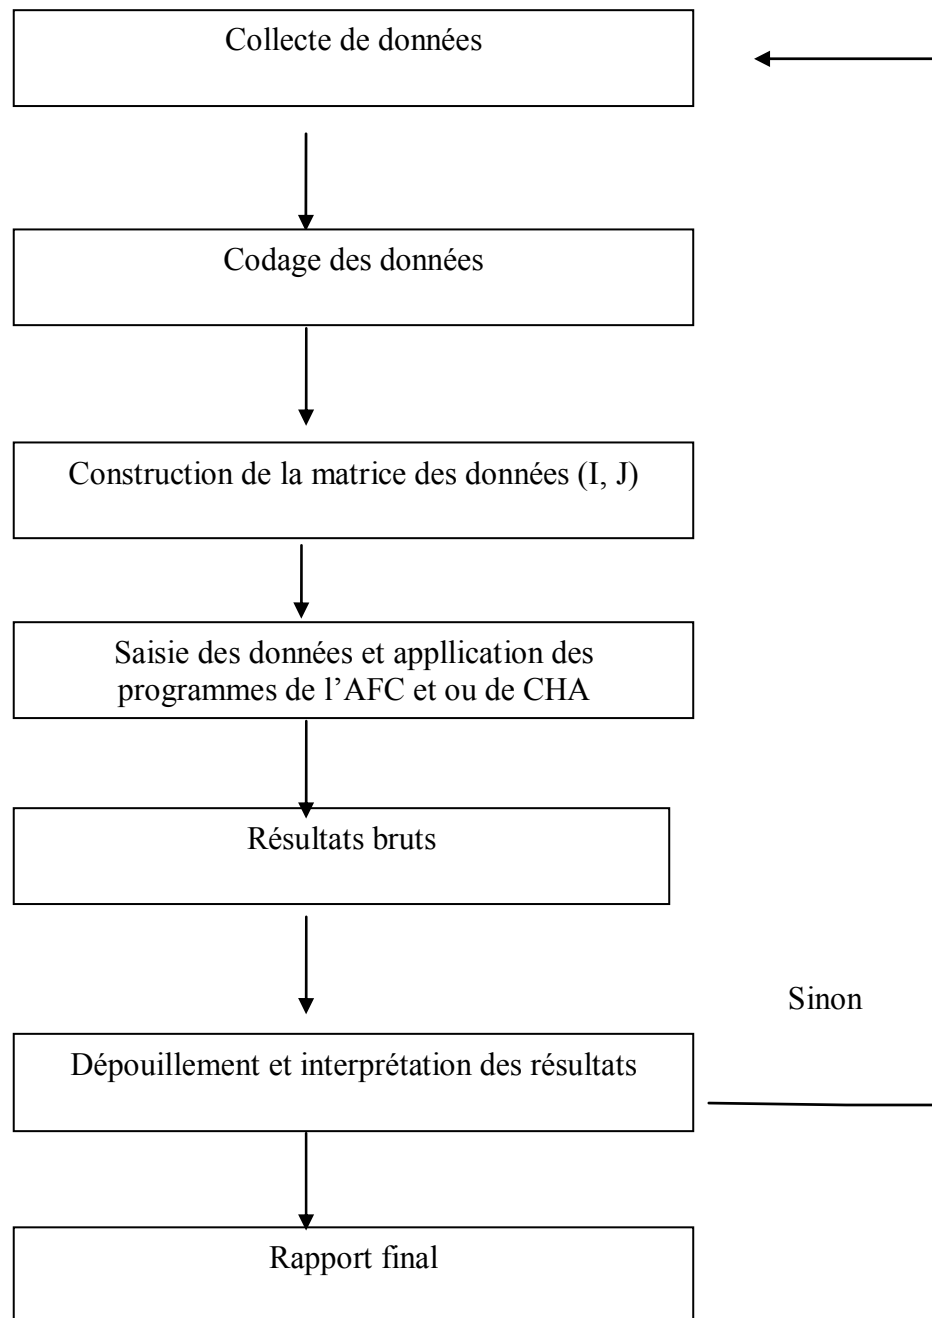 Collecte de données
Codage des données
Construction de la matrice des données (I, J)
Saisie des données et appllication des
programmes de l’AFC et ou de CHA
Résultats bruts
Sinon
Dépouillement et interprétation des résultats
Rapport final